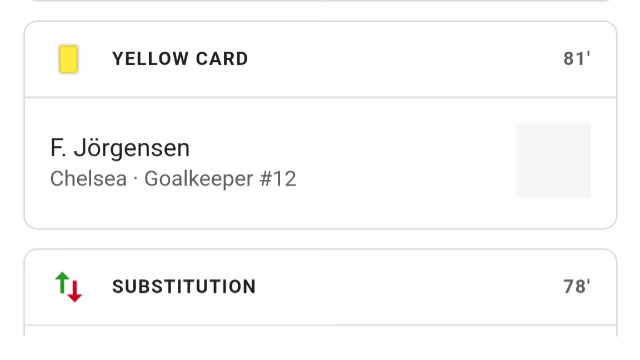 YELLOW CARD 81'
F. Jörgensen
Chelsea · Goalkeeper #12
SUBSTITUTION 78'